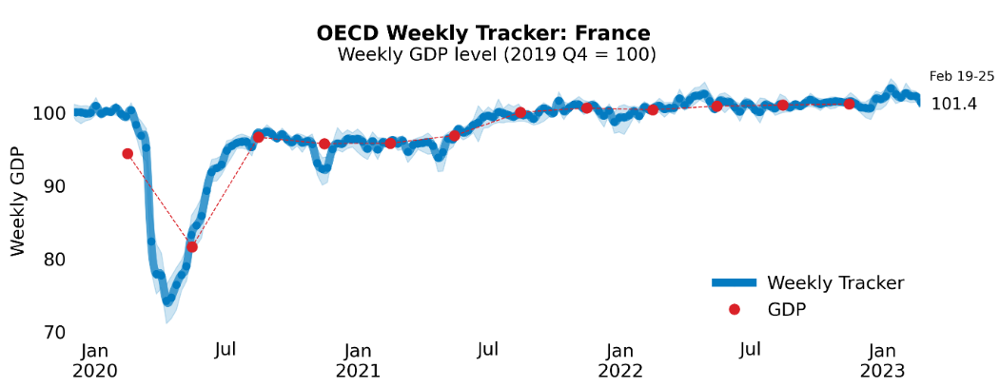 OECD Weekly Tracker: France
Weekly GDP level (2019 Q4 = 100)
Feb 19-25
101.4
Weekly GDP
100
90
80
70
Weekly Tracker
GDP
Jan
2020
Jul
Jan
2021
Jul
Jan
2022
Jul
Jan
2023